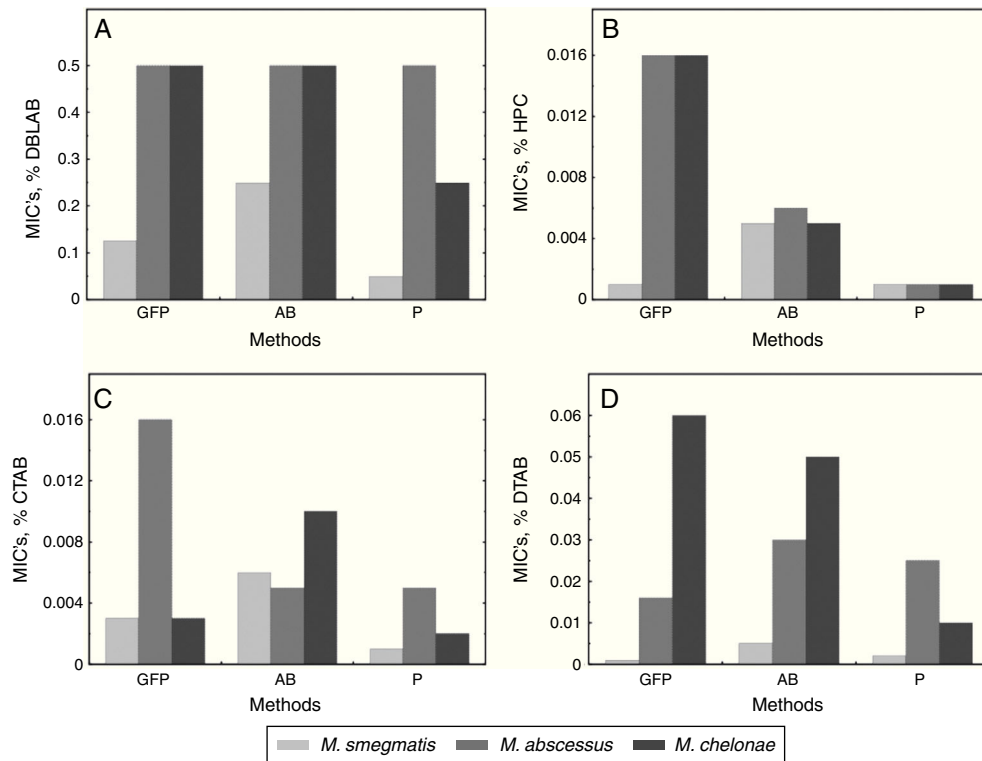 A
MIC's, % DBLAB
0.5
0.4
0.3
0.2
0.1
0
GFP AB P
Methods
B
MIC's, % HPC
0.016
0.012
0.008
0.004
0
GFP AB P
Methods
C
MIC's, % CTAB
0.016
0.012
0.008
0.004
0
GFP AB P
Methods
D
MIC's, % DTAB
0.06
0.05
0.04
0.03
0.02
0.01
0
GFP AB P
Methods
M. smegmatis M. abscessus M. chelonae